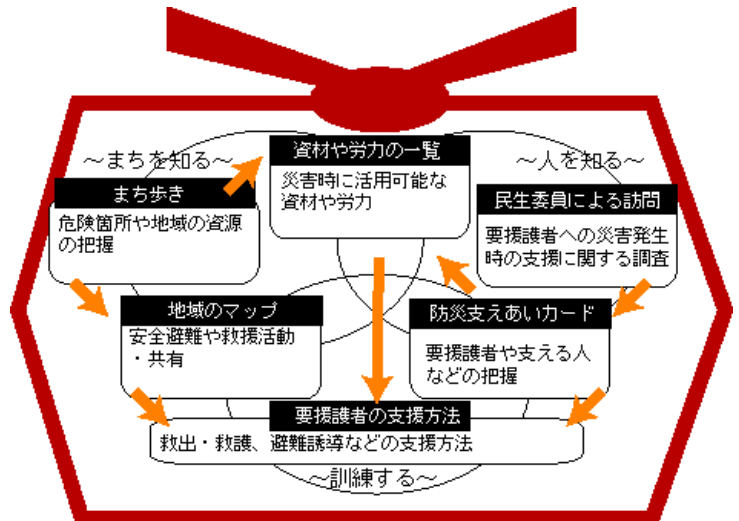 ～まちを知る～
～人を知る～
資材や労力の一覧
災害時に活用可能な
資材や労力
まち歩き
危険箇所や地域の資源
の把握
民生委員による訪問
要援護者への災害発生
時の支援に関する調査
地域のマップ
安全避難や救援活動
・共有
防災支えあいカード
要援護者や支える人
などの把握
要援護者の支援方法
救出・救護、避難誘導などの支援方法
～訓練する～